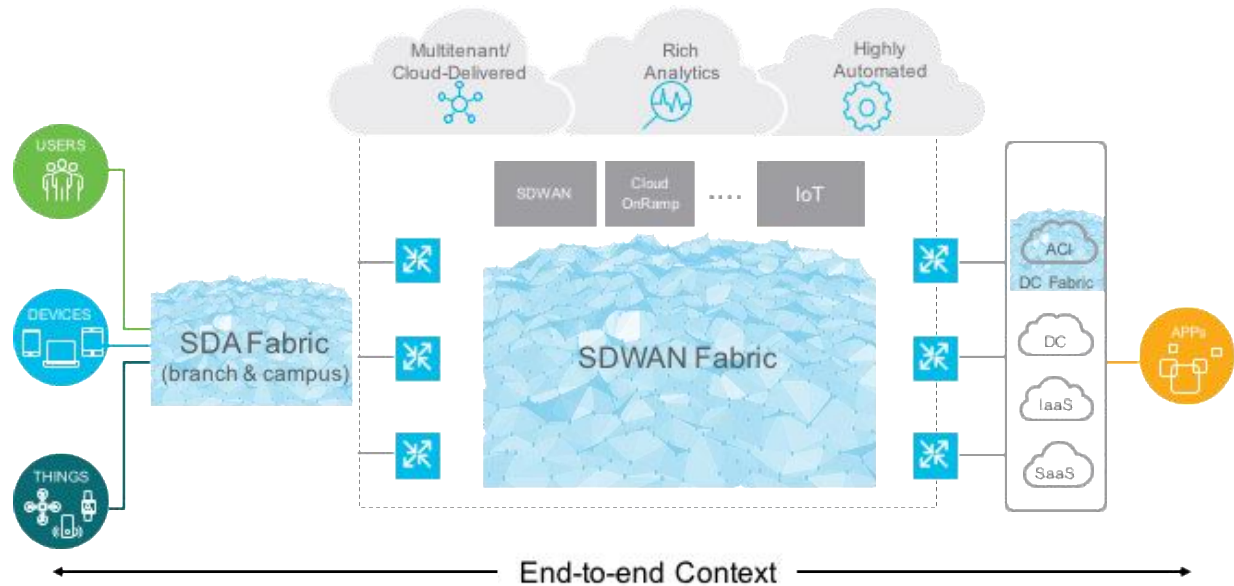 Multitenant/
Cloud-Delivered
Rich
Analytics
Highly
Automated
USERS
SDWAN
Cloud
OnRamp
....
IoT
ACI
DC Fabric
DEVICES
SDA Fabric
(branch & campus)
SDWAN Fabric
DC
APPs
IaaS
SaaS
THINGS
End-to-end Context